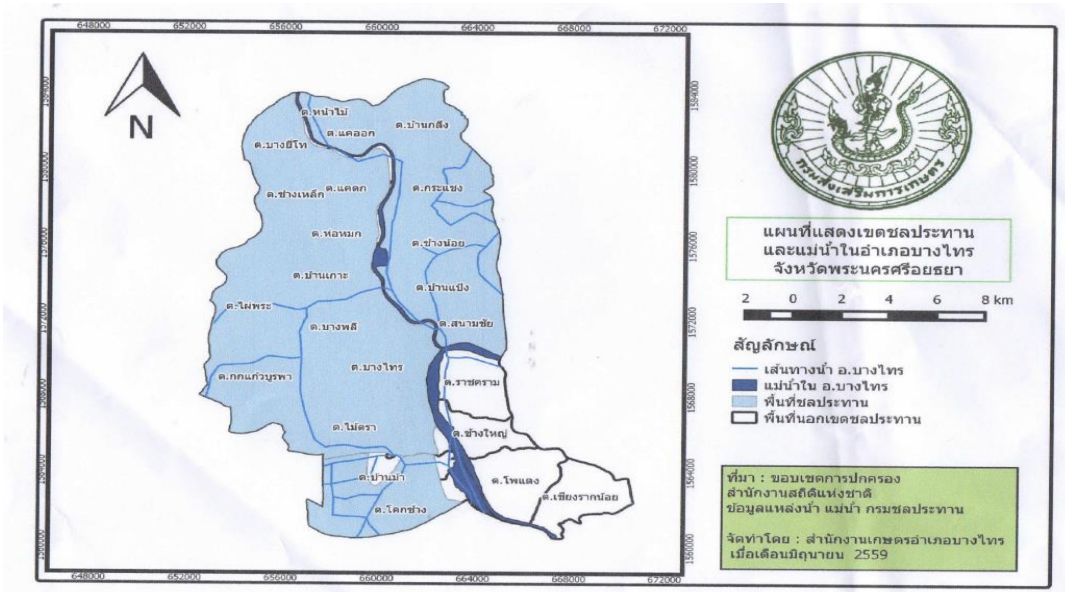 648000 652000 656000 660000 664000 668000 672000
1584000
1580000
1576000
1572000
1568000
1564000
1560000
N
ต.หน้าไม้
ต.แคออก
ต.บ้านกลึง
ต.บางยี่โท
ต.ช้างเหล็ก
ต.แคตก
ต.กระแชง
ต.ห่อหมก
ต.ช้างน้อย
ต.บ้านเกาะ
ต.บ้านแป้ง
ต.ไผ่พระ
ต.บางพลี
ต.สนามชัย
ต.กกแก้วบูรพา
ต.บางไทร
ต.ราชคราม
ต.ไม้ตรา
ต.ช้างใหญ่
ต.บ้านม้า
ต.โพแตง
ต.เชียงรากน้อย
ต.โคกช้าง
1584000
1580000
1576000
1572000
1568000
1564000
1560000
648000 652000 656000 660000 664000 668000 672000
กรมส่งเสริมการเกษตร
แผนที่แสดงเขตชลประทาน
และแม่น้ำในอำเภอบางไทร
จังหวัดพระนครศรีอยุธยา
2 0 2 4 6 8 km
สัญลักษณ์
เส้นทางน้ำ อ.บางไทร
แม่น้ำใน อ.บางไทร
พื้นที่ชลประทาน
พื้นที่นอกเขตชลประทาน
ที่มา : ขอบเขตการปกครอง
สำนักงานสถิติแห่งชาติ
ข้อมูลแหล่งน้ำ แม่น้ำ กรมชลประทาน
จัดทำโดย : สำนักงานเกษตรอำเภอบางไทร
เมื่อเดือนมิถุนายน 2559